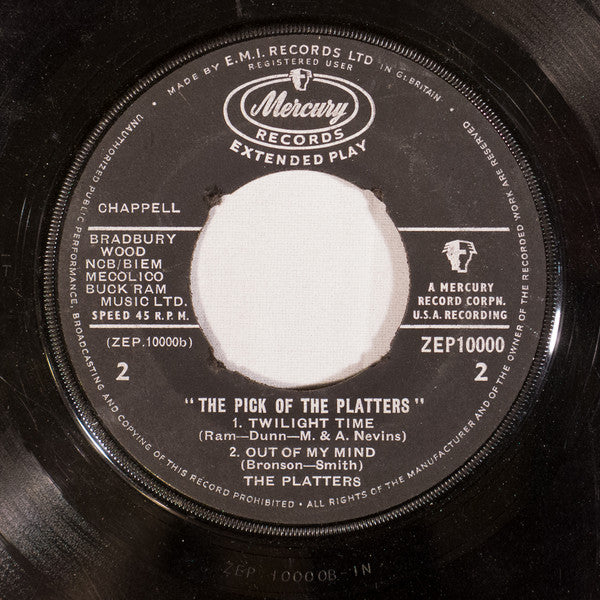 MADE BY E.M.I. RECORDS LTD IN Gt BRITAIN •
REGISTERED USER
Mercury
RECORDS
EXTENDED PLAY
CHAPPELL
BRADBURY
WOOD
NCB/BIEM
MECOLICO
BUCK RAM
MUSIC LTD.
SPEED 45 R.P.M.
(ZEP.10000b)
2
A MERCURY
RECORD CORPN.
U.S.A. RECORDING
ZEP10000
2
"THE PICK OF THE PLATTERS"
1. TWILIGHT TIME
(Ram—Dunn—M. & A. Nevins)
2. OUT OF MY MIND
(Bronson—Smith)
THE PLATTERS
UNAUTHORIZED PUBLIC PERFORMANCE, BROADCASTING AND COPYING OF THIS RECORD PROHIBITED • ALL RIGHTS OF THE MANUFACTURER AND OF THE OWNER OF THE RECORDED WORK ARE RESERVED
ZEP 10000B-1N